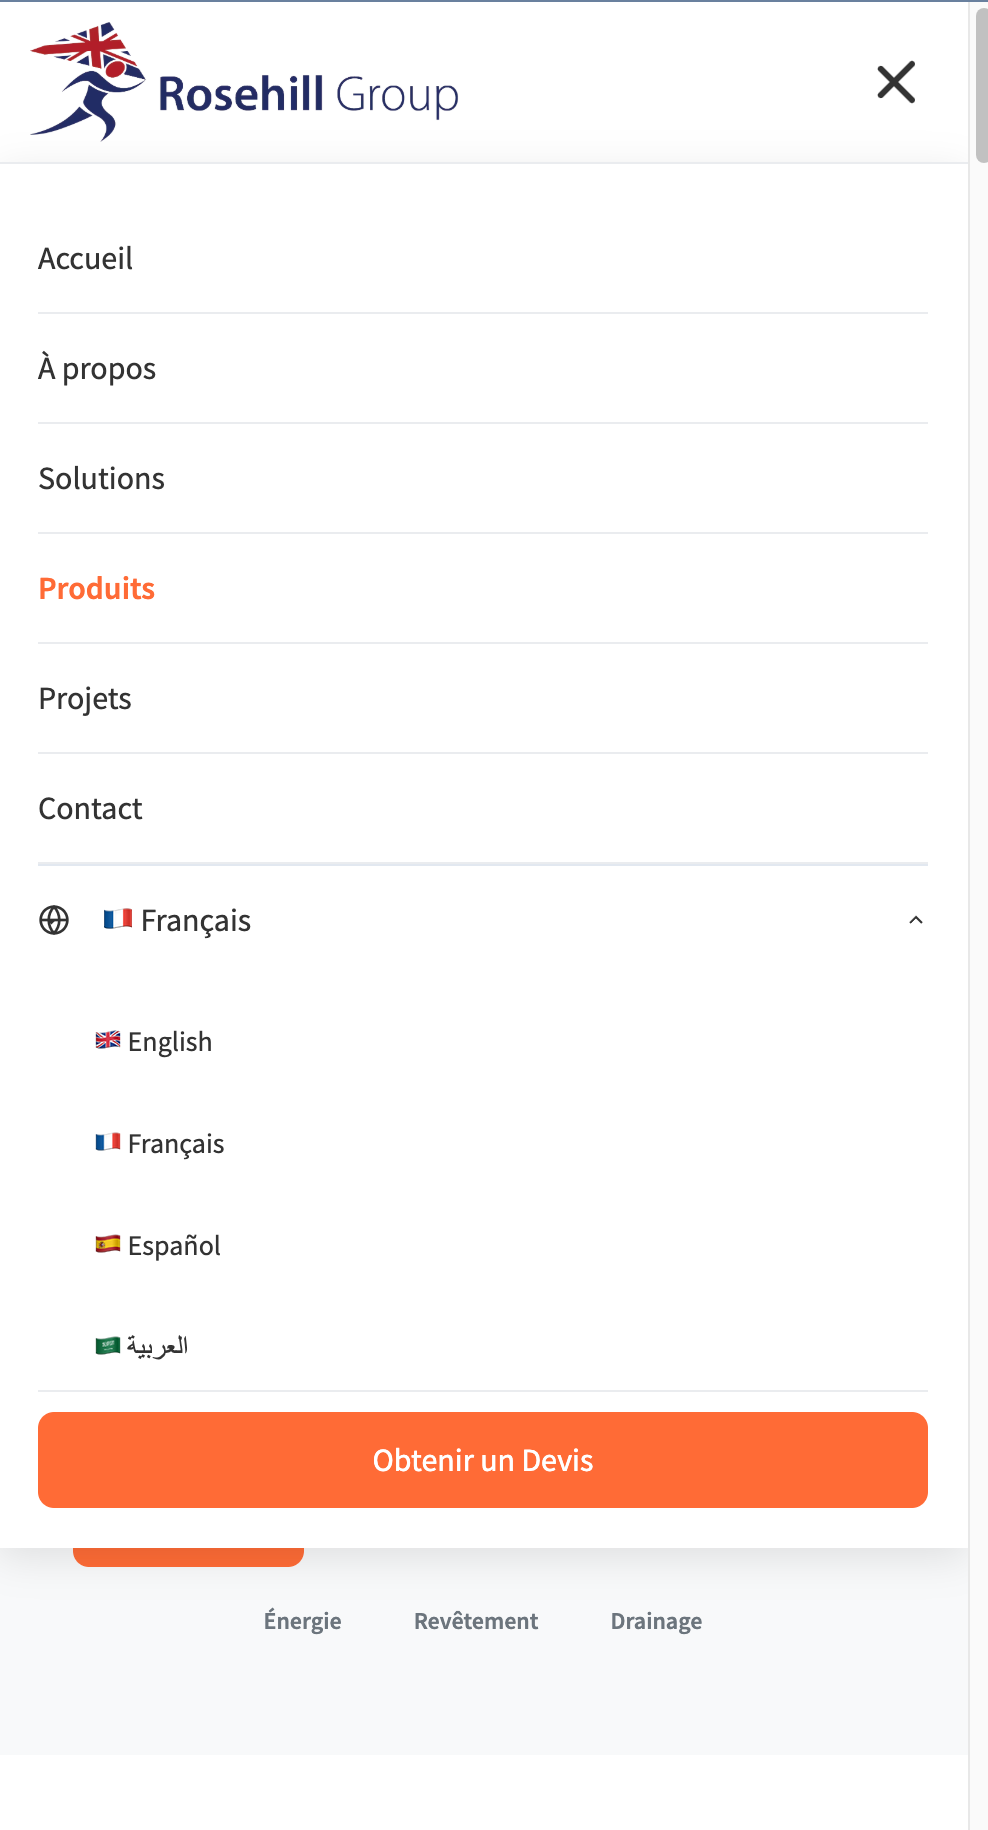 Rosehill Group
Accueil
À propos
Solutions
Produits
Projets
Contact
🇫🇷 Français
🇬🇧 English
🇫🇷 Français
🇪🇸 Español
🇸🇦 العربية
Obtenir un Devis
Énergie Revêtement Drainage